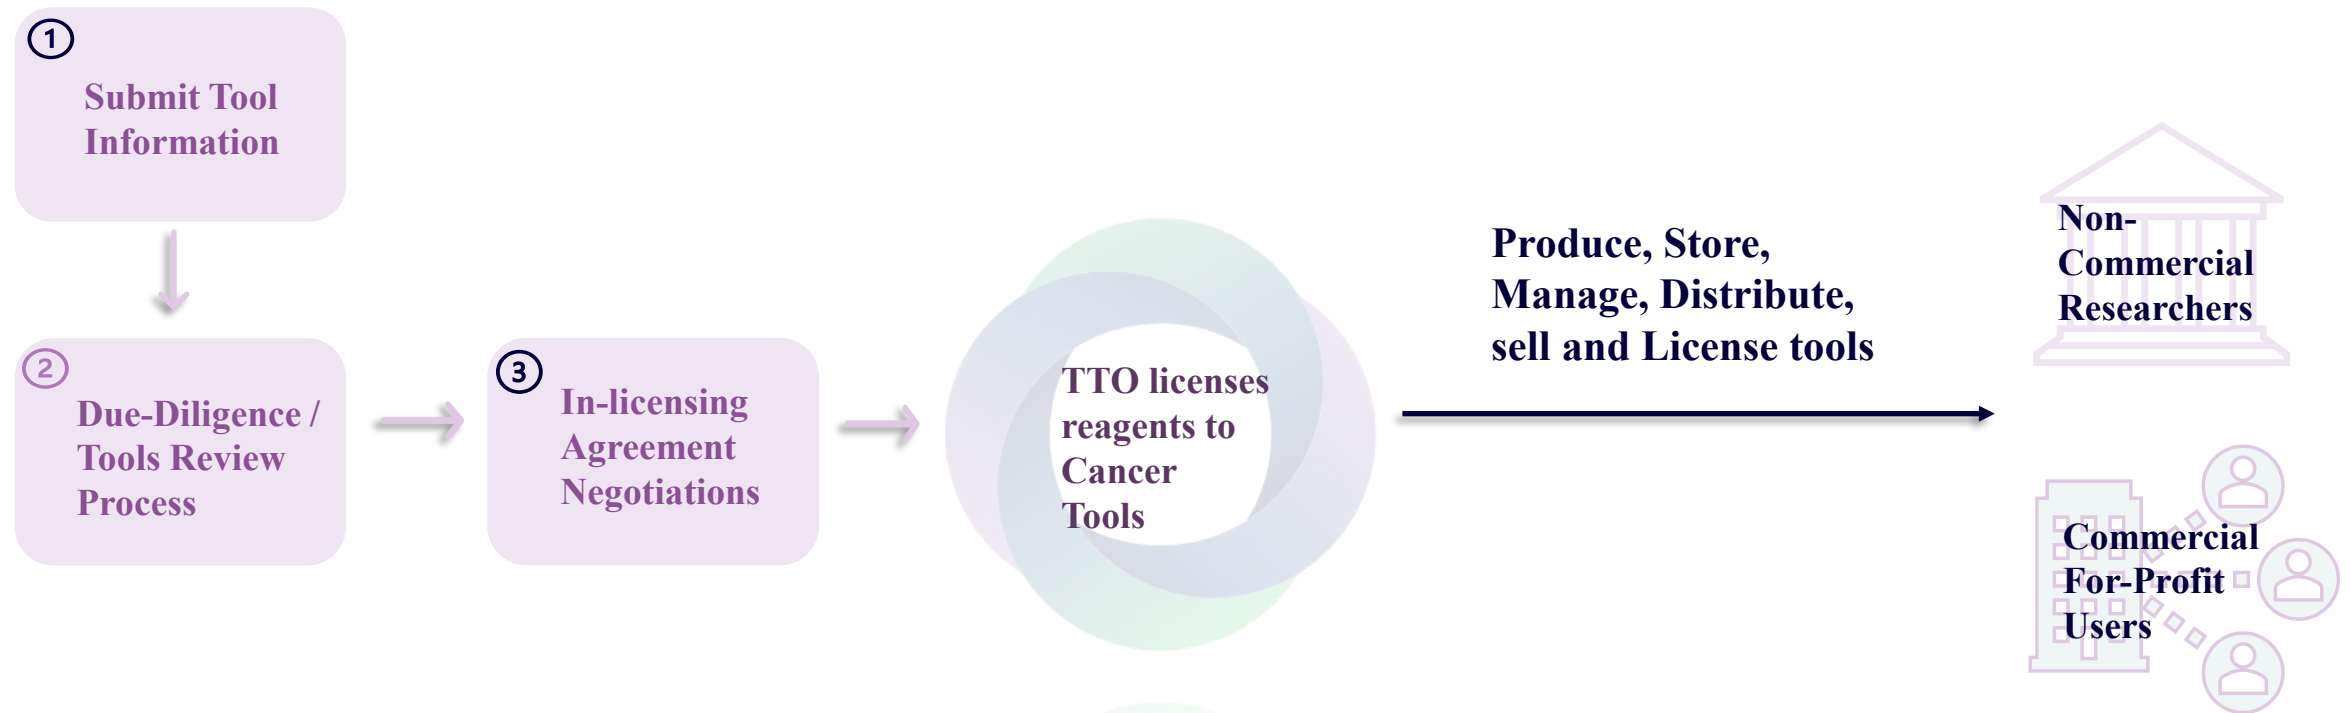 1
Submit Tool
Information
2
Due-Diligence /
Tools Review
Process
3
In-licensing
Agreement
Negotiations
TTO licenses
reagents to
Cancer
Tools
Produce, Store,
Manage, Distribute,
sell and License tools
Non-
Commercial
Researchers
Commercial
For-Profit
Users